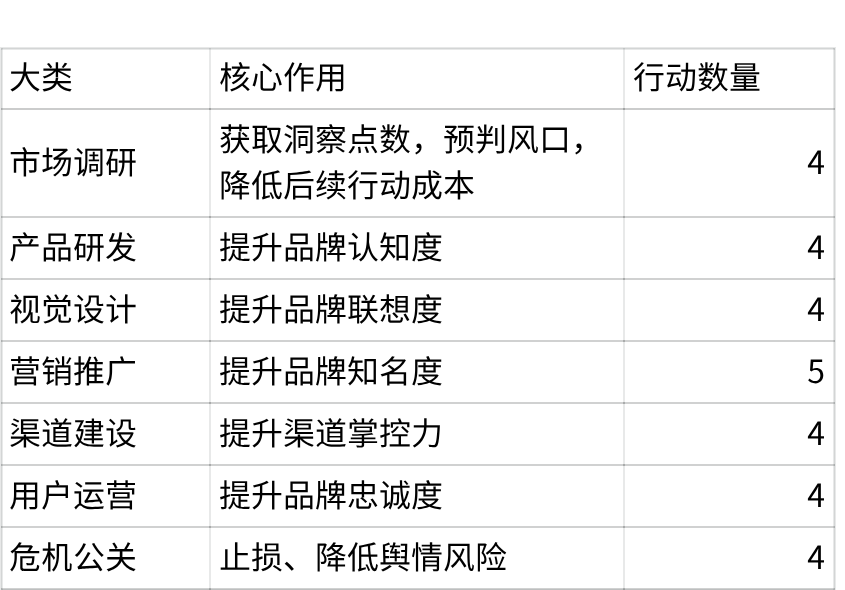 大类 核心作用 行动数量
市场调研 获取洞察点数，预判风口， 4
降低后续行动成本
产品研发 提升品牌认知度 4
视觉设计 提升品牌联想度 4
营销推广 提升品牌知名度 5
渠道建设 提升渠道掌控力 4
用户运营 提升品牌忠诚度 4
危机公关 止损、降低舆情风险 4